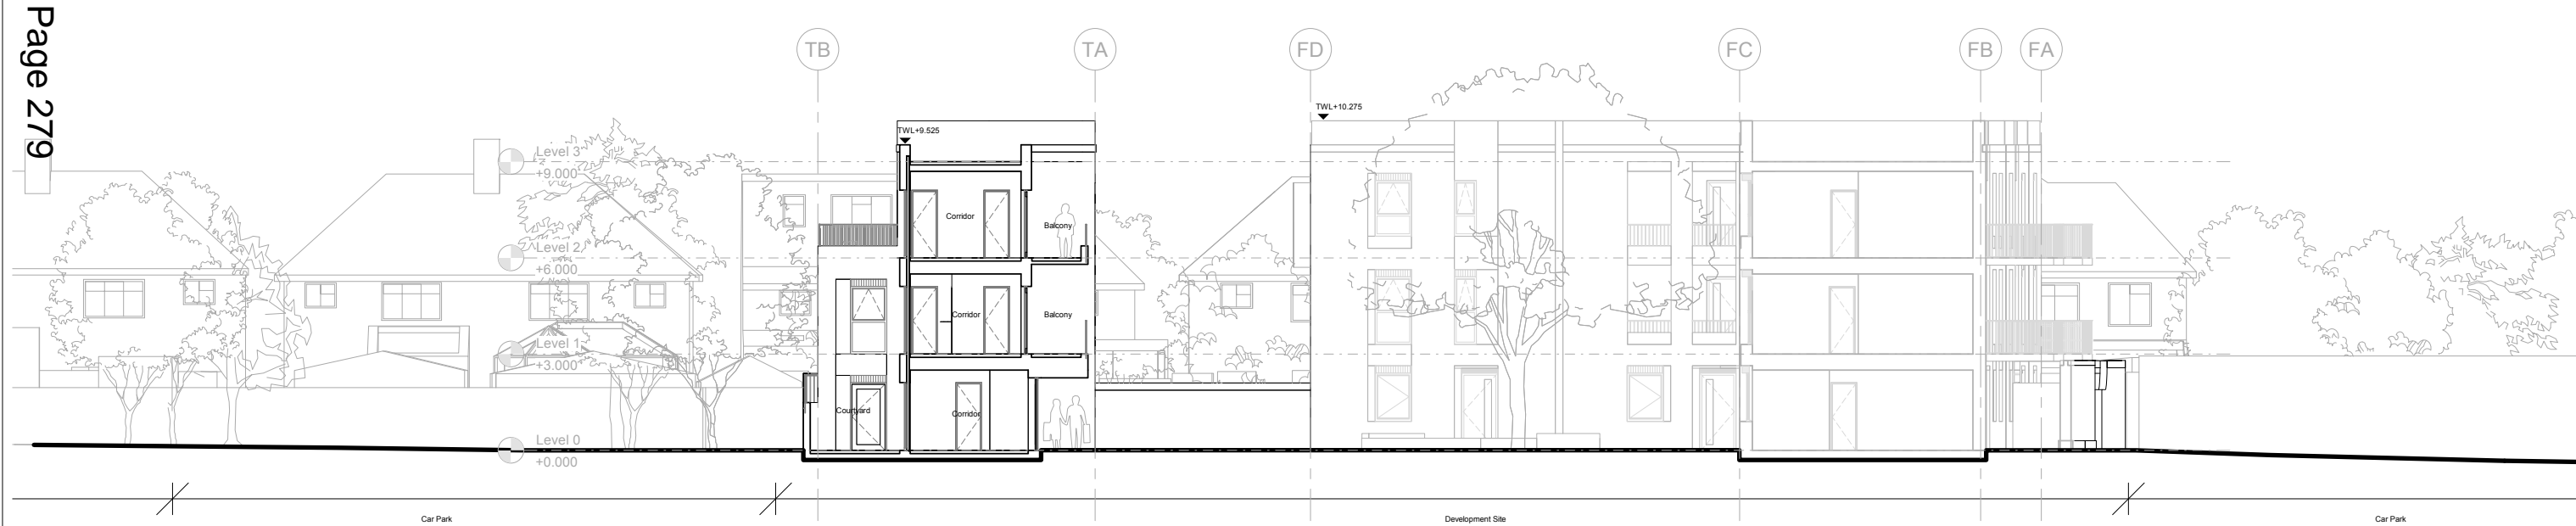 Page 279
TB
TA
FD
FC
FB
FA
TWL+10.275
TWL+9.525
Level 3
+9.000
Level 2
+6.000
Level 1
+3.000
Level 0
+0.000
Corridor
Balcony
Corridor
Balcony
Courtyard
Corridor
Car Park
Development Site
Car Park